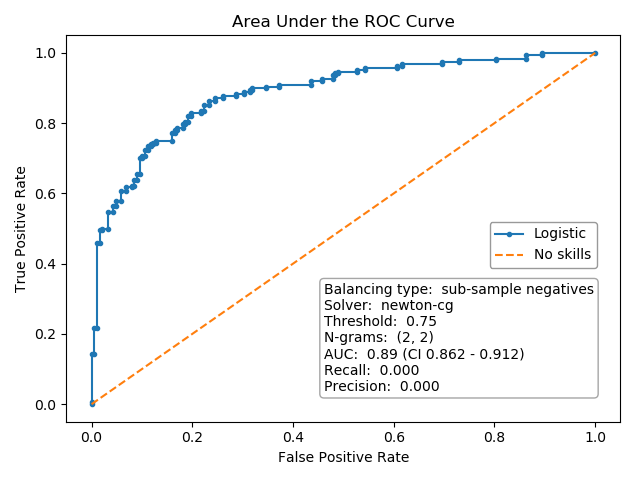 Area Under the ROC Curve
True Positive Rate
1.0
0.8
0.6
0.4
0.2
0.0
Logistic
No skills
Balancing type:  sub-sample negatives
Solver:  newton-cg
Threshold:  0.75
N-grams:  (2, 2)
AUC:  0.89 (CI 0.862 - 0.912)
Recall:  0.000
Precision:  0.000
0.0 0.2 0.4 0.6 0.8 1.0
False Positive Rate